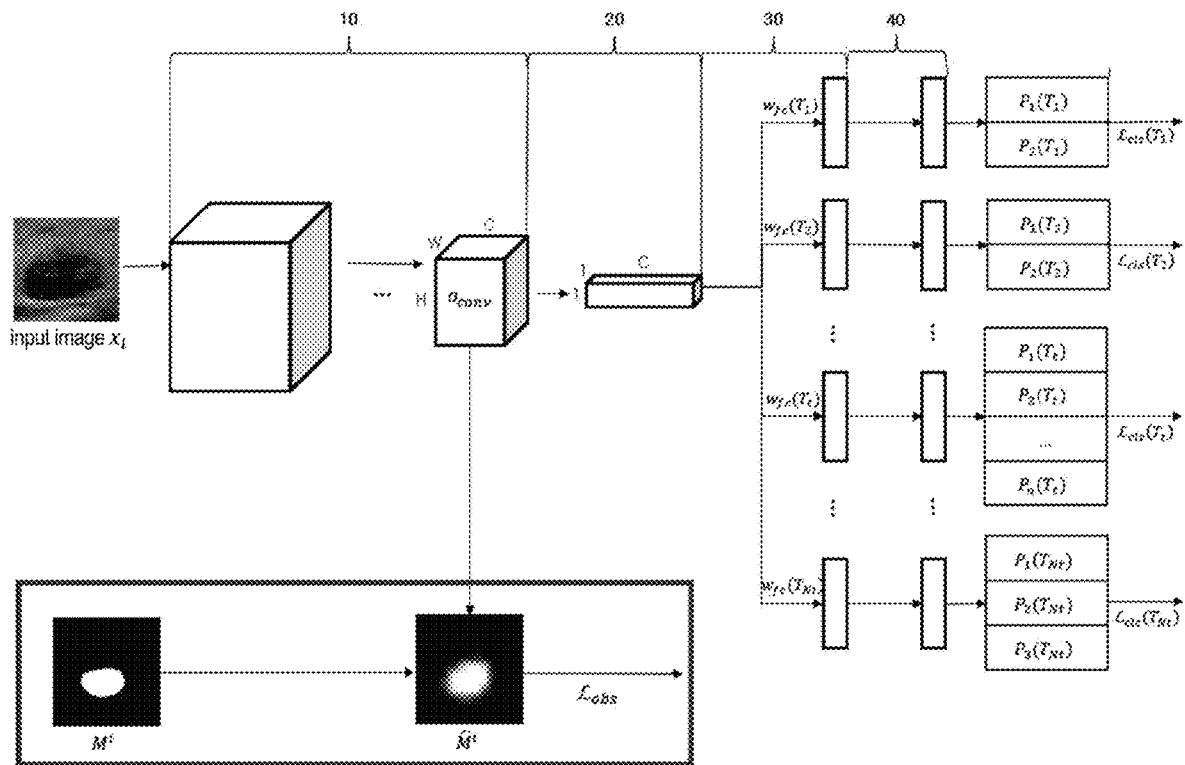 10
20
30
40
W
C
H
a_conv
1
C
1
input image x_i
w_fc(T_1)
P_1(T_1)
P_2(T_1)
ℒ_cls(T_1)
w_fc(T_2)
P_1(T_2)
P_2(T_2)
ℒ_cls(T_2)
...
⋮
⋮
w_fc(T_t)
P_1(T_t)
P_2(T_t)
...
ℒ_cls(T_t)
⋮
⋮
w_fc(T_Nt)
P_1(T_Nt)
P_2(T_Nt)
P_3(T_Nt)
ℒ_cls(T_Nt)
ℒ_obs